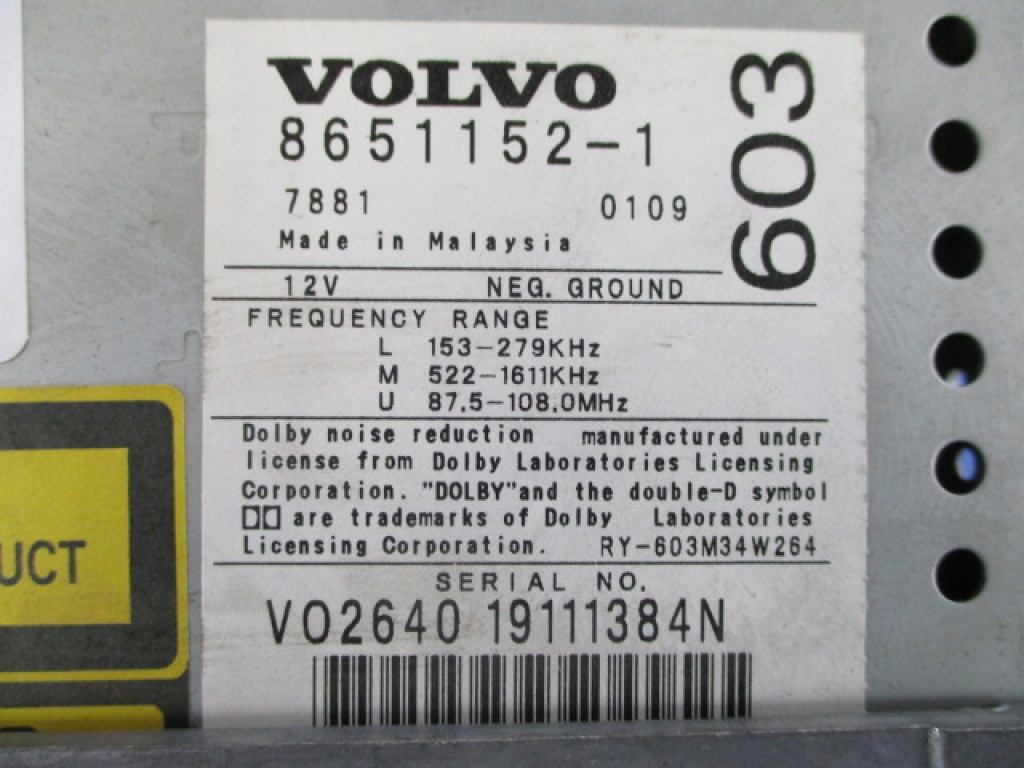 VOLVO
603
8651152-1
7881 0109
Made in Malaysia
12V NEG. GROUND
FREQUENCY RANGE
L 153-279KHz
M 522-1611KHz
U 87.5-108.0MHz
Dolby noise reduction manufactured under
license from Dolby Laboratories Licensing
Corporation. "DOLBY"and the double-D symbol
are trademarks of Dolby Laboratories
Licensing Corporation. RY-603M34W264
SERIAL NO.
VO2640 19111384N
UCT